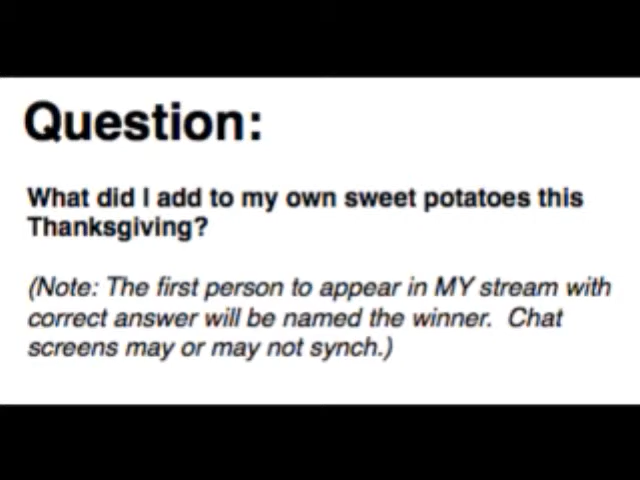 Question:
What did I add to my own sweet potatoes this
Thanksgiving?
(Note: The first person to appear in MY stream with
correct answer will be named the winner. Chat
screens may or may not synch.)